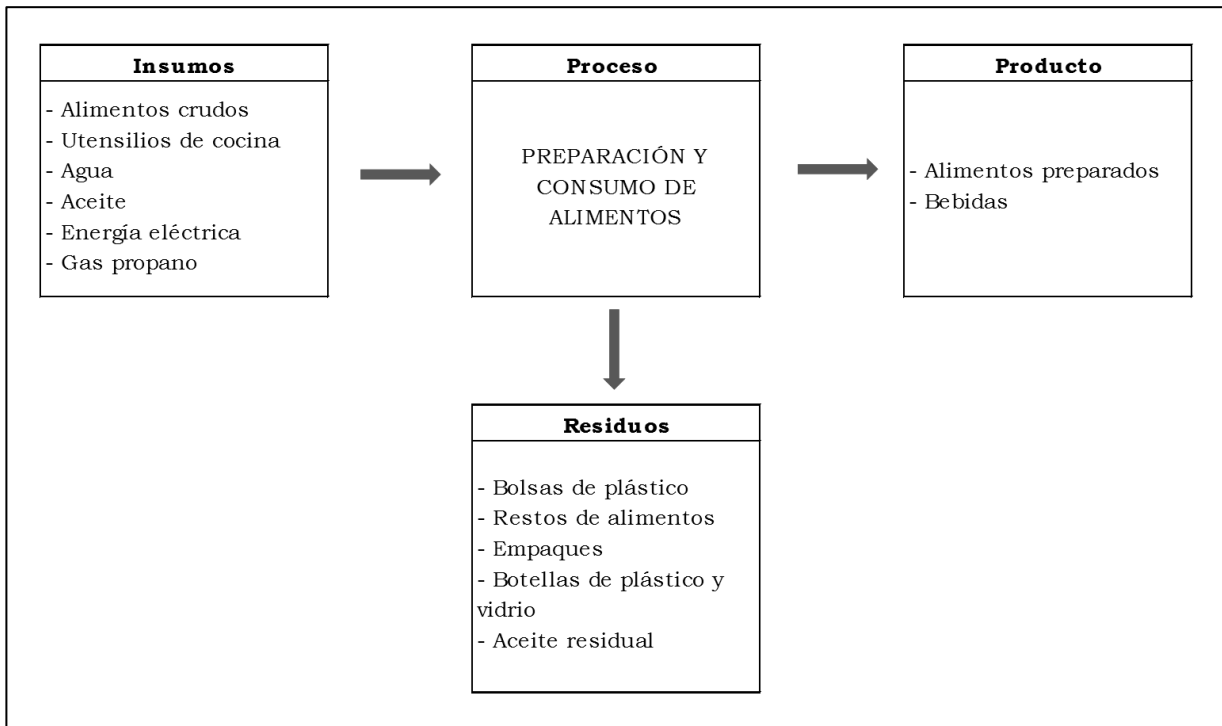 Insumos
- Alimentos crudos
- Utensilios de cocina
- Agua
- Aceite
- Energía eléctrica
- Gas propano
Proceso
PREPARACIÓN Y
CONSUMO DE
ALIMENTOS
Producto
- Alimentos preparados
- Bebidas
Residuos
- Bolsas de plástico
- Restos de alimentos
- Empaques
- Botellas de plástico y
vidrio
- Aceite residual